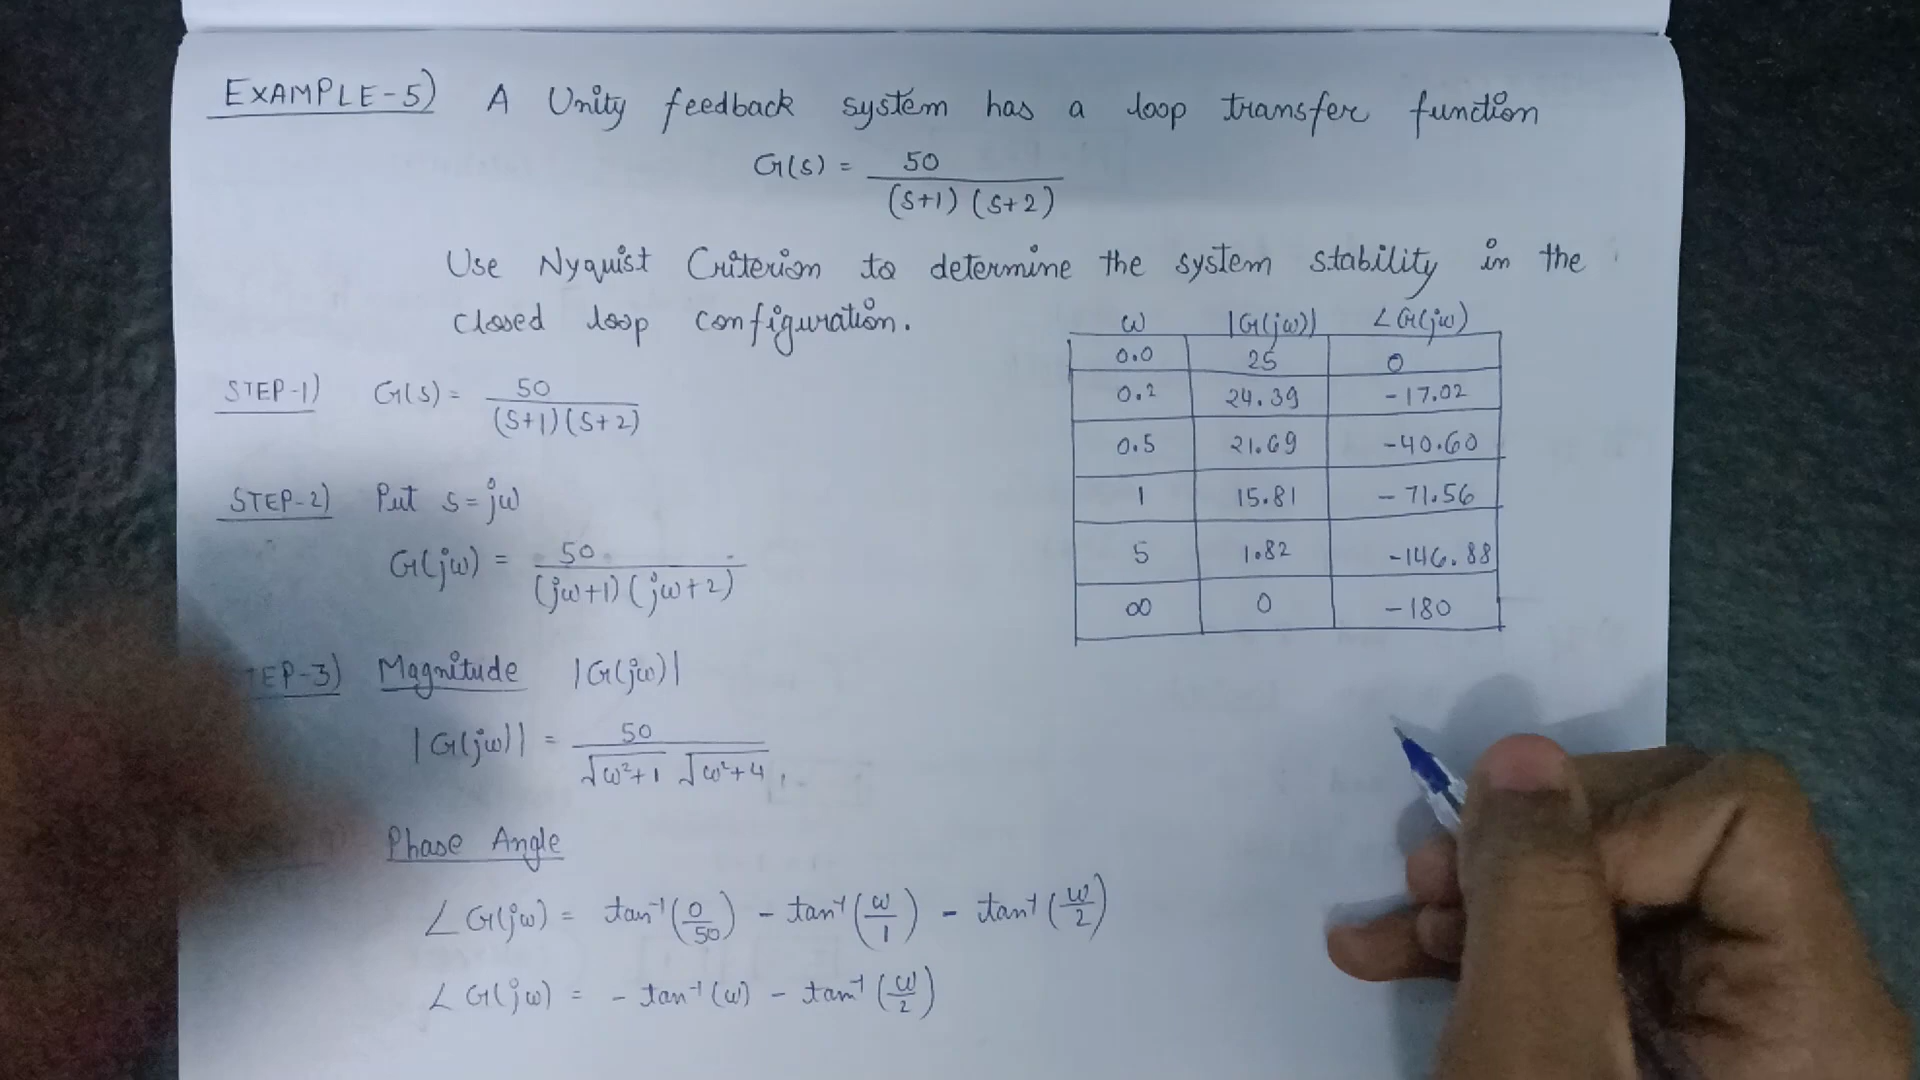 EXAMPLE-5) A Unity feedback system has a loop transfer function
G(s) = 50 / (s+1) (s+2)
Use Nyquist Criterion to determine the system stability in the
closed loop configuration.
ω |G(jω)| ∠G(jω)
0.0 25 0
0.2 24.39 -17.02
0.5 21.69 -40.60
1 15.81 -71.56
5 1.82 -146.88
∞ 0 -180
STEP-1) G(s) = 50 / (s+1)(s+2)
STEP-2) Put s = jω
G(jω) = 50 / (jω+1) (jω+2)
TEP-3) Magnitude |G(jω)|
|G(jω)| = 50 / √ω²+1 √ω²+4
Phase Angle
∠G(jω) = tan⁻¹(0/50) - tan⁻¹(ω/1) - tan⁻¹(ω/2)
∠G(jω) = - tan⁻¹(ω) - tan⁻¹(ω/2)